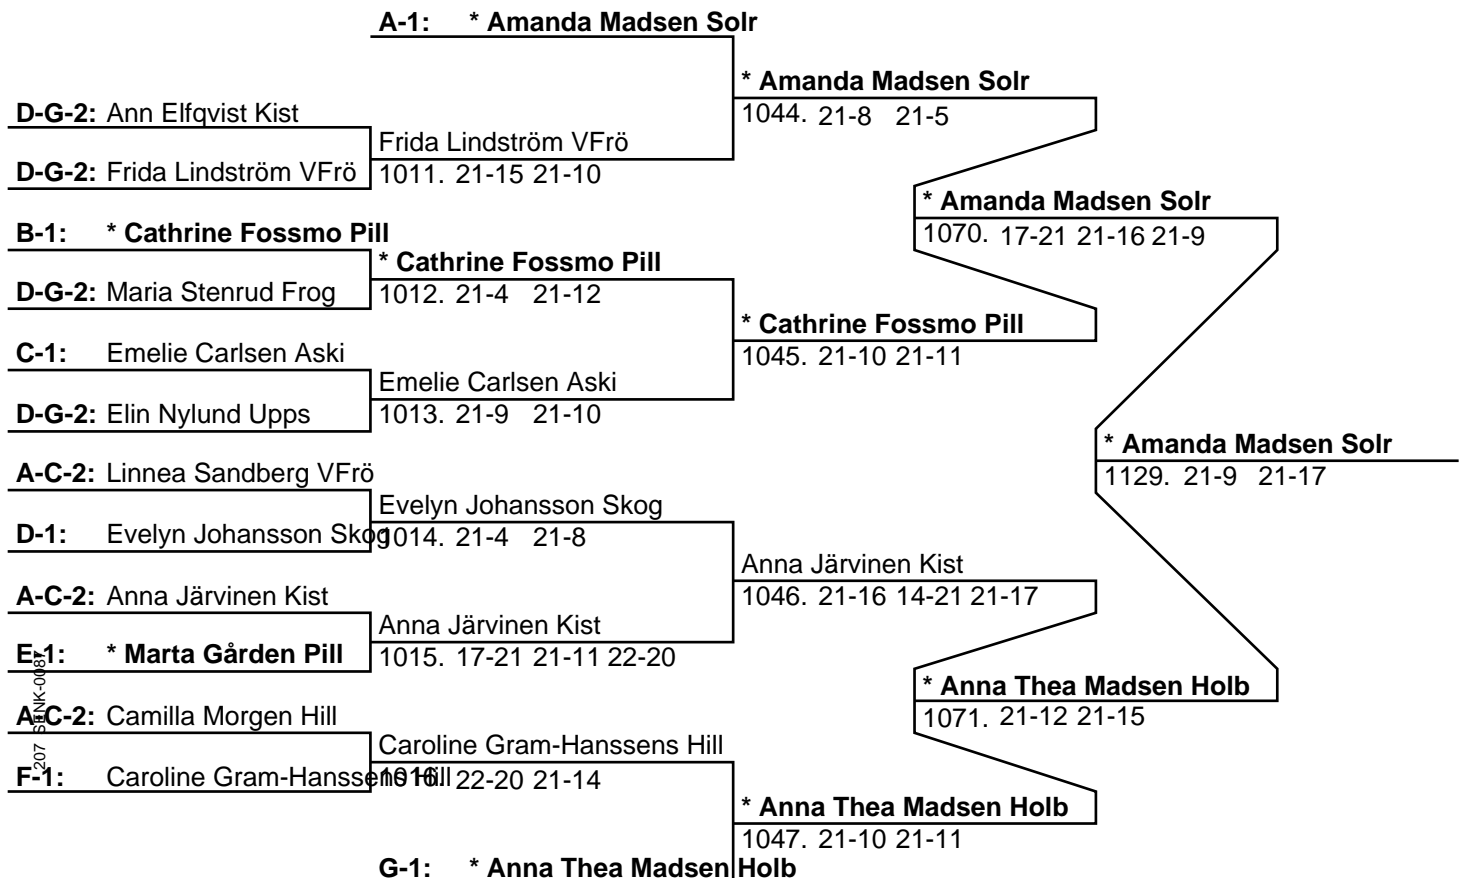 A-1: * Amanda Madsen Solr
* Amanda Madsen Solr
1044. 21-8 21-5
D-G-2: Ann Elfqvist Kist
Frida Lindström VFrö
D-G-2: Frida Lindström VFrö
1011. 21-15 21-10
* Amanda Madsen Solr
1070. 17-21 21-16 21-9
B-1: * Cathrine Fossmo Pill
* Cathrine Fossmo Pill
D-G-2: Maria Stenrud Frog
1012. 21-4 21-12
* Cathrine Fossmo Pill
1045. 21-10 21-11
C-1: Emelie Carlsen Aski
Emelie Carlsen Aski
D-G-2: Elin Nylund Upps
1013. 21-9 21-10
* Amanda Madsen Solr
1129. 21-9 21-17
A-C-2: Linnea Sandberg VFrö
Evelyn Johansson Skog
D-1: Evelyn Johansson Skog
1014. 21-4 21-8
Anna Järvinen Kist
1046. 21-16 14-21 21-17
A-C-2: Anna Järvinen Kist
Anna Järvinen Kist
E-1: * Marta Gården Pill
1015. 17-21 21-11 22-20
* Anna Thea Madsen Holb
1071. 21-12 21-15
A-C-2: Camilla Morgen Hill
Caroline Gram-Hanssens Hill
F-1: Caroline Gram-Hanssens Hill
1016. 22-20 21-14
* Anna Thea Madsen Holb
1047. 21-10 21-11
G-1: * Anna Thea Madsen Holb
207 SENK-0087